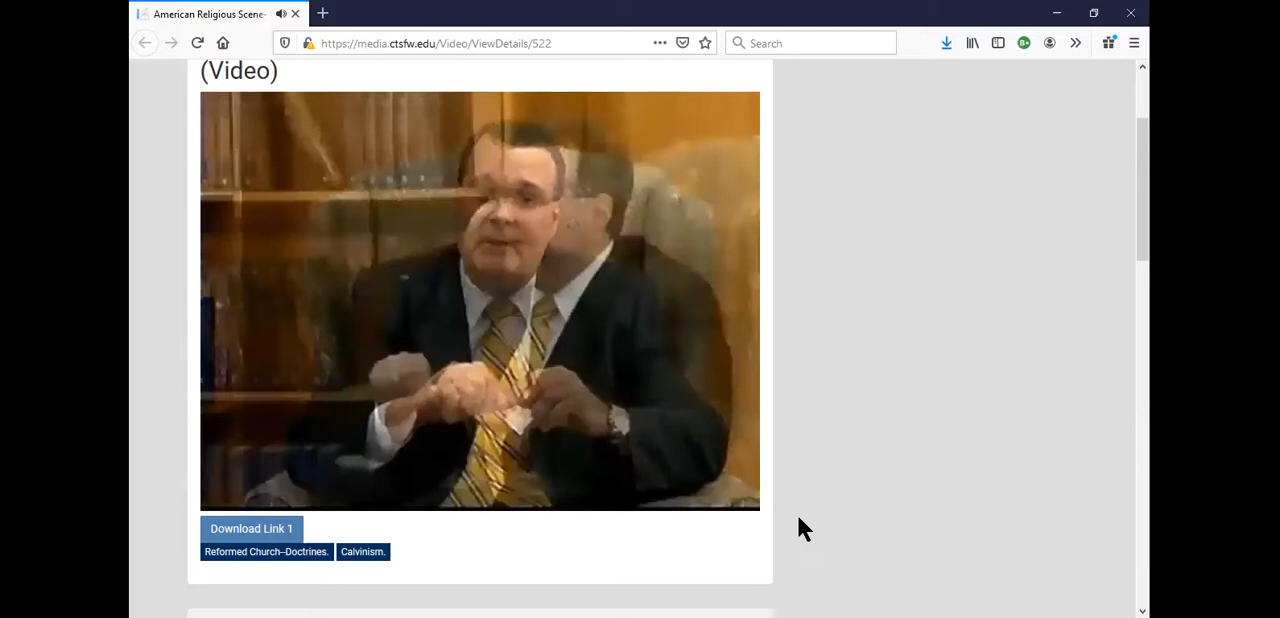 American Religious Scene-
https://media.ctsfw.edu/Video/ViewDetails/522
Search
(Video)
Download Link 1
Reformed Church--Doctrines.
Calvinism.